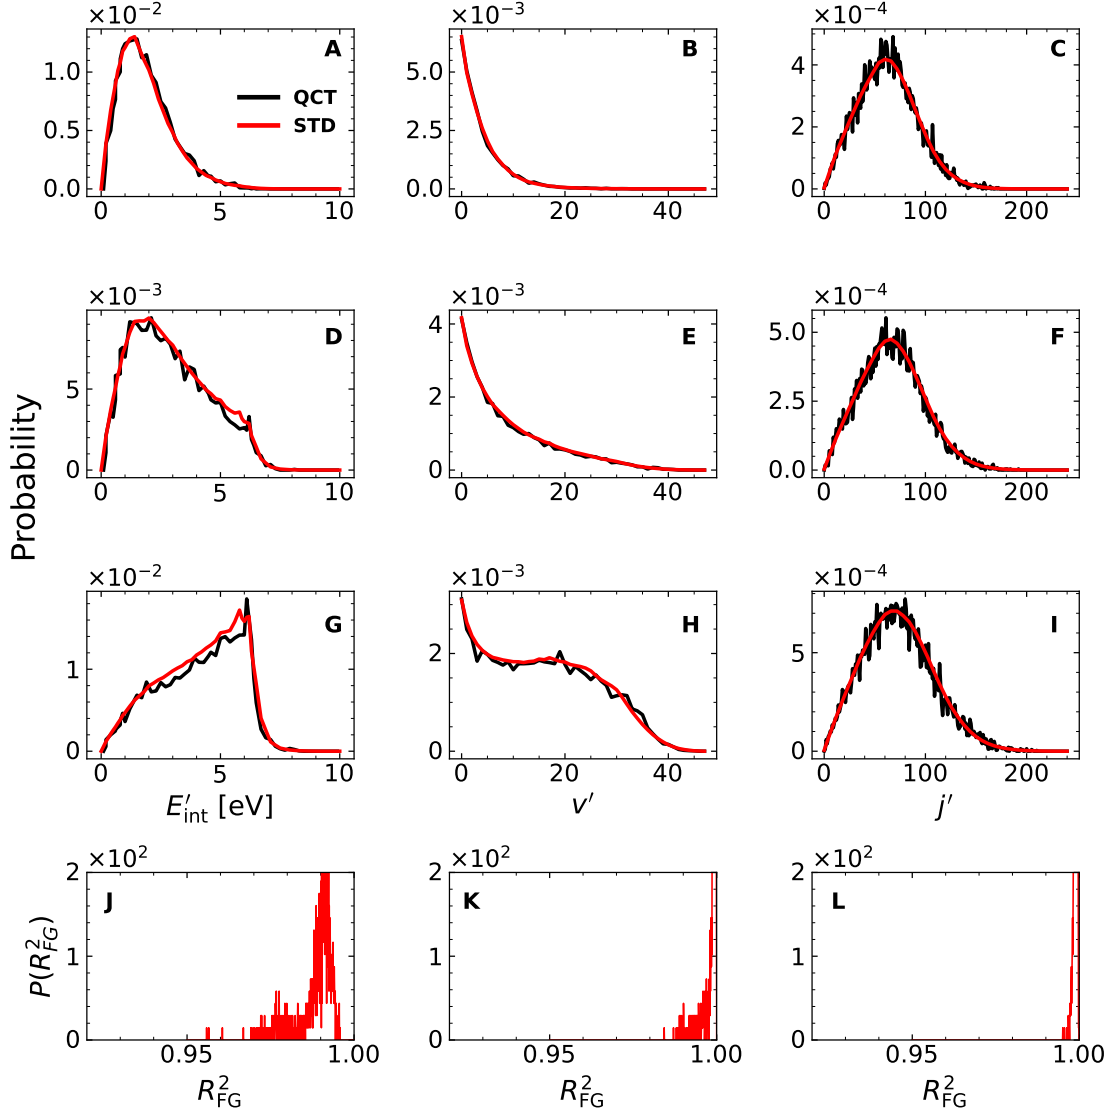 ×10⁻² ×10⁻³ ×10⁻⁴
A B C
QCT
STD
1.0 0.5 0.0
0 5 10
5.0 2.5 0.0
0 20 40
4 2 0
0 100 200
×10⁻³ ×10⁻³ ×10⁻⁴
D E F
5 0
0 5 10
4 2 0
0 20 40
5.0 2.5 0.0
0 100 200
Probability
×10⁻² ×10⁻³ ×10⁻⁴
G H I
1 0
0 5 10
2 0
0 20 40
5 0
0 100 200
E′int [eV] v′ j′
×10² ×10² ×10²
J K L
P(R²FG)
2 1 0
0.95 1.00
2 1 0
0.95 1.00
2 1 0
0.95 1.00
R²FG R²FG R²FG